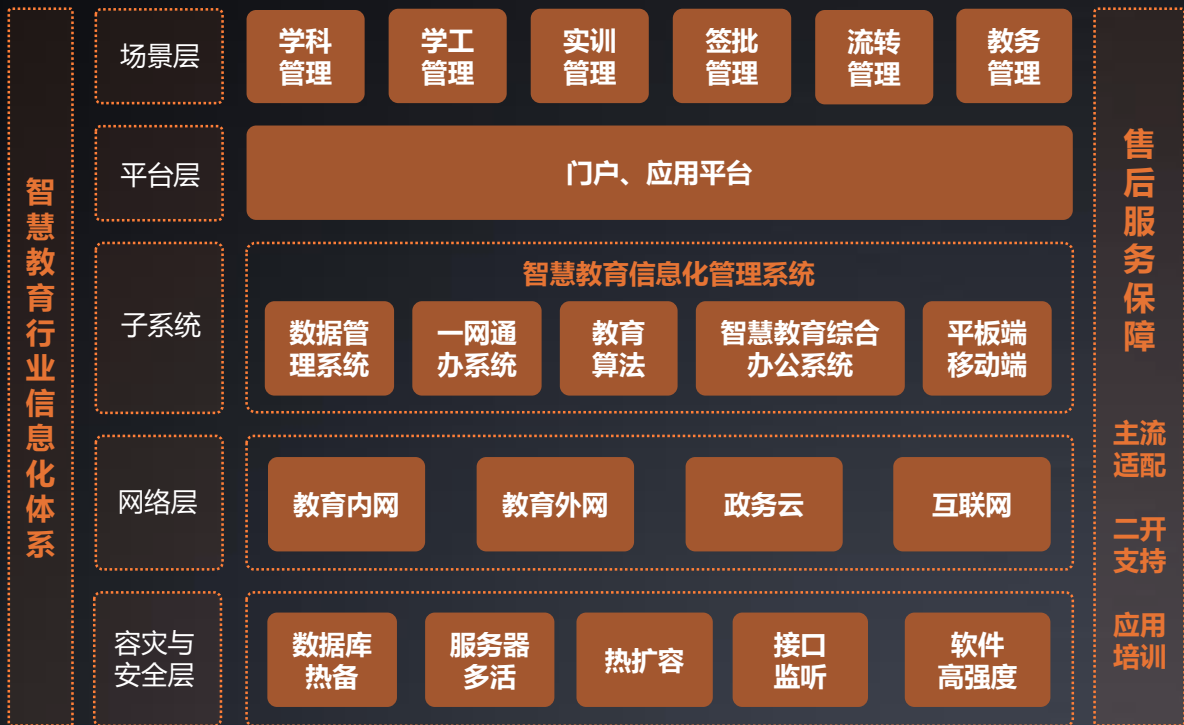 智慧教育行业信息化体系
场景层
学科
管理
学工
管理
实训
管理
签批
管理
流转
管理
教务
管理
平台层
门户、应用平台
子系统
智慧教育信息化管理系统
数据管
理系统
一网通
办系统
教育
算法
智慧教育综合
办公系统
平板端
移动端
网络层
教育内网
教育外网
政务云
互联网
容灾与
安全层
数据库
热备
服务器
多活
热扩容
接口
监听
软件
高强度
售后服务保障
主流
适配
二开
支持
应用
培训